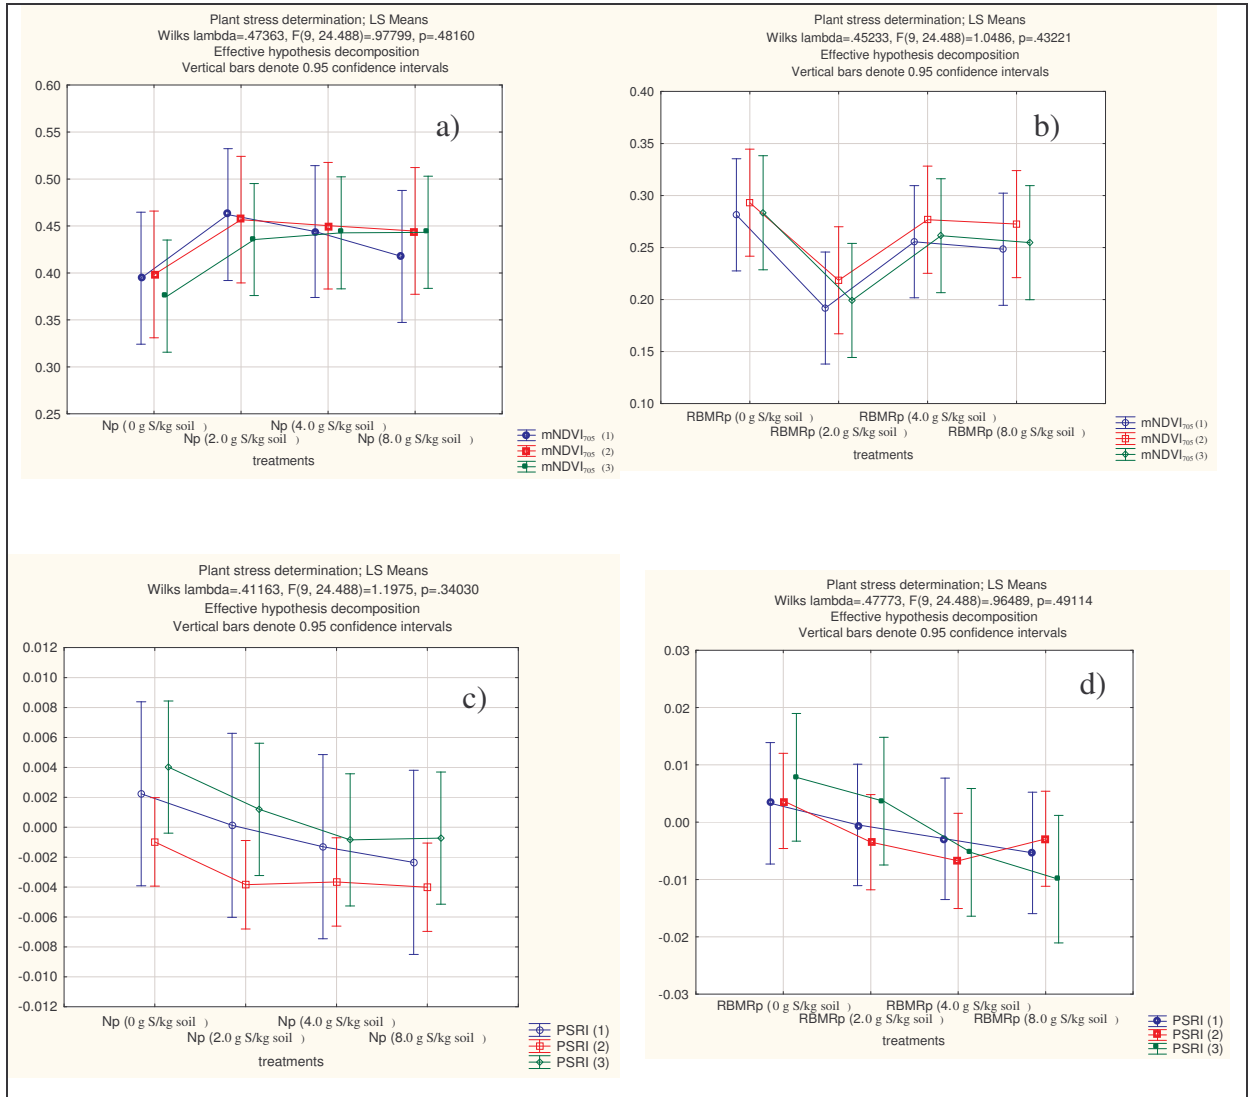 Plant stress determination; LS Means
Wilks lambda=.47363, F(9, 24.488)=.97799, p=.48160
Effective hypothesis decomposition
Vertical bars denote 0.95 confidence intervals
a)
0.60
0.55
0.50
0.45
0.40
0.35
0.30
0.25
Np (0 g S/kg soil )
Np (4.0 g S/kg soil )
Np (2.0 g S/kg soil )
Np (8.0 g S/kg soil )
treatments
mNDVI705 (1)
mNDVI705 (2)
mNDVI705 (3)
Plant stress determination; LS Means
Wilks lambda=.45233, F(9, 24.488)=1.0486, p=.43221
Effective hypothesis decomposition
Vertical bars denote 0.95 confidence intervals
b)
0.40
0.35
0.30
0.25
0.20
0.15
0.10
RBMRp (0 g S/kg soil )
RBMRp (4.0 g S/kg soil )
RBMRp (2.0 g S/kg soil )
RBMRp (8.0 g S/kg soil )
treatments
mNDVI705 (1)
mNDVI705 (2)
mNDVI705 (3)
Plant stress determination; LS Means
Wilks lambda=.41163, F(9, 24.488)=1.1975, p=.34030
Effective hypothesis decomposition
Vertical bars denote 0.95 confidence intervals
c)
0.012
0.010
0.008
0.006
0.004
0.002
0.000
-0.002
-0.004
-0.006
-0.008
-0.010
-0.012
Np (0 g S/kg soil )
Np (4.0 g S/kg soil )
Np (2.0 g S/kg soil )
Np (8.0 g S/kg soil )
treatments
PSRI (1)
PSRI (2)
PSRI (3)
Plant stress determination; LS Means
Wilks lambda=.47773, F(9, 24.488)=.96489, p=.49114
Effective hypothesis decomposition
Vertical bars denote 0.95 confidence intervals
d)
0.03
0.02
0.01
0.00
-0.01
-0.02
-0.03
RBMRp (0 g S/kg soil )
RBMRp (4.0 g S/kg soil )
RBMRp (2.0 g S/kg soil )
RBMRp (8.0 g S/kg soil )
treatments
PSRI (1)
PSRI (2)
PSRI (3)